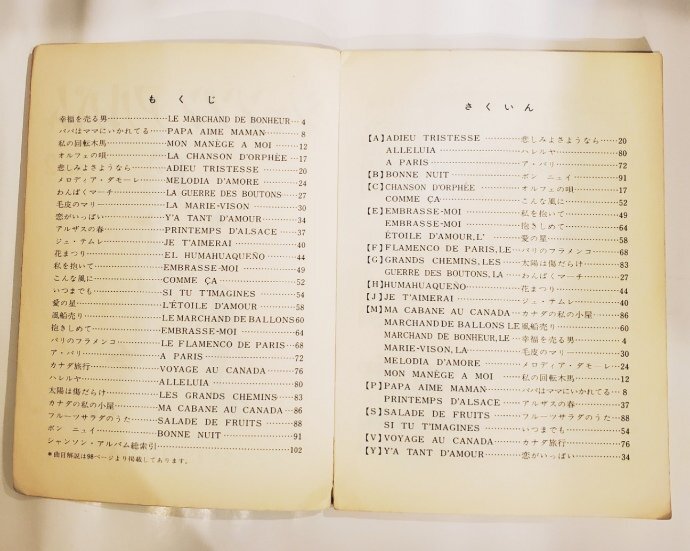 もくじ
幸福を売る男 LE MARCHAND DE BONHEUR 4
パパはママにいかれてる PAPA AIME MAMAN 8
私の回転木馬 MON MANÈGE A MOI 12
オルフェの唄 LA CHANSON D'ORPHÉE 17
悲しみよさようなら ADIEU TRISTESSE 20
メロディア・ダモーレ MELODIA D'AMORE 24
わんぱくマーチ LA GUERRE DES BOUTONS 27
毛皮のマリー LA MARIE-VISON 30
恋がいっぱい Y'A TANT D'AMOUR 34
アルザスの春 PRINTEMPS D'ALSACE 37
ジュ・テムレ JE T'AIMERAI 40
花まつり EL HUMAHUAQUEÑO 44
私を抱いて EMBRASSE-MOI 49
こんな風に COMME ÇA 52
いつまでも SI TU T'IMAGINES 54
愛の星 L'ÉTOILE D'AMOUR 58
風船売り LE MARCHAND DE BALLONS 60
抱きしめて EMBRASSE-MOI 64
パリのフラメンコ LE FLAMENCO DE PARIS 68
ア・パリ A PARIS 72
カナダ旅行 VOYAGE AU CANADA 76
ハレルヤ ALLELUIA 80
太陽は傷だらけ LES GRANDS CHEMINS 83
カナダの私の小屋 MA CABANE AU CANADA 86
フルーツサラダのうた SALADE DE FRUITS 88
ボン ニュイ BONNE NUIT 91
シャンソン・アルバム総索引 102
*曲目解説は98ページより掲載してあります。
さくいん
【A】ADIEU TRISTESSE 悲しみよさようなら 20
ALLELUIA ハレルヤ 80
A PARIS ア・パリ 72
【B】BONNE NUIT ボン ニュイ 91
【C】CHANSON D'ORPHÉE オルフェの唄 17
COMME ÇA こんな風に 52
【E】EMBRASSE-MOI 私を抱いて 49
EMBRASSE-MOI 抱きしめて 64
ÉTOILE D'AMOUR, L' 愛の星 58
【F】FLAMENCO DE PARIS, LE パリのフラメンコ 68
【G】GRANDS CHEMINS, LES 太陽は傷だらけ 83
GUERRE DES BOUTONS, LA わんぱくマーチ 27
【H】HUMAHUAQUEÑO 花まつり 44
【J】JE T'AIMERAI ジュ・テムレ 40
【M】MA CABANE AU CANADA カナダの私の小屋 86
MARCHAND DE BALLONS LE 風船売り 60
MARCHAND DE BONHEUR, LE 幸福を売る男 4
MARIE-VISON, LA 毛皮のマリー 30
MELODIA D'AMORE メロディア・ダモーレ 24
MON MANÈGE A MOI 私の回転木馬 12
【P】PAPA AIME MAMAN パパはママにいかれてる 8
PRINTEMPS D'ALSACE アルザスの春 37
【S】SALADE DE FRUITS フルーツサラダのうた 88
SI TU T'IMAGINES いつまでも 54
【V】VOYAGE AU CANADA カナダ旅行 76
【Y】Y'A TANT D'AMOUR 恋がいっぱい 34